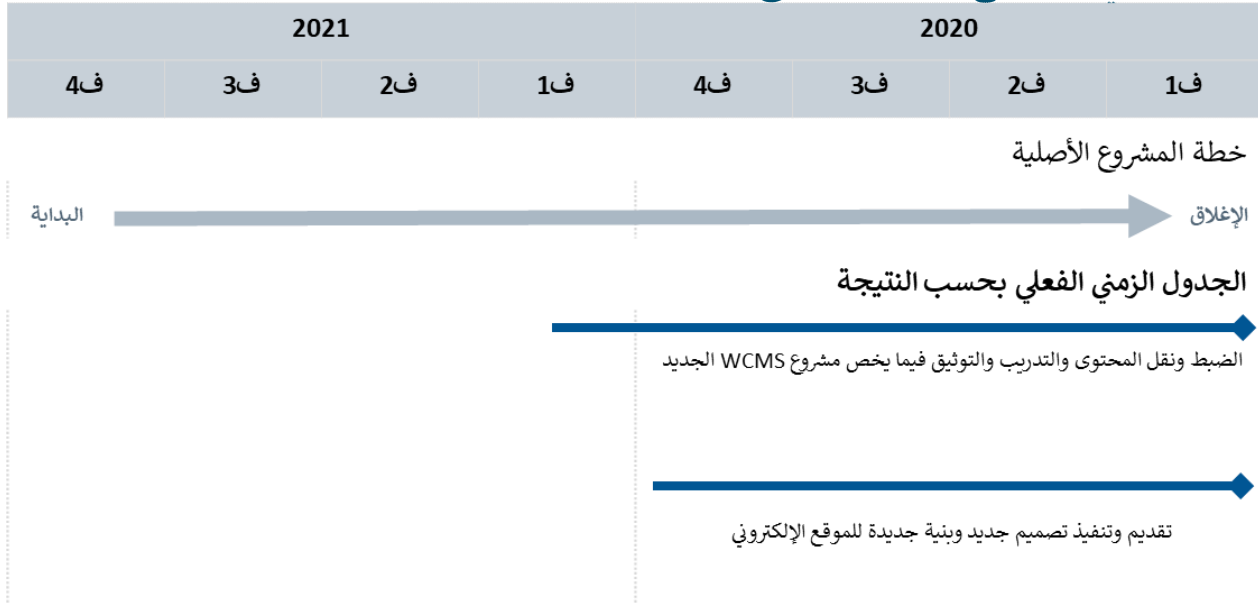 2020 2021
ف1 ف2 ف3 ف4 ف1 ف2 ف3 ف4
خطة المشروع الأصلية
الإغلاق البداية
الجدول الزمني الفعلي بحسب النتيجة
الضبط ونقل المحتوى والتدريب والتوثيق فيما يخص مشروع WCMS الجديد
تقديم وتنفيذ تصميم جديد وبنية جديدة للموقع الإلكتروني